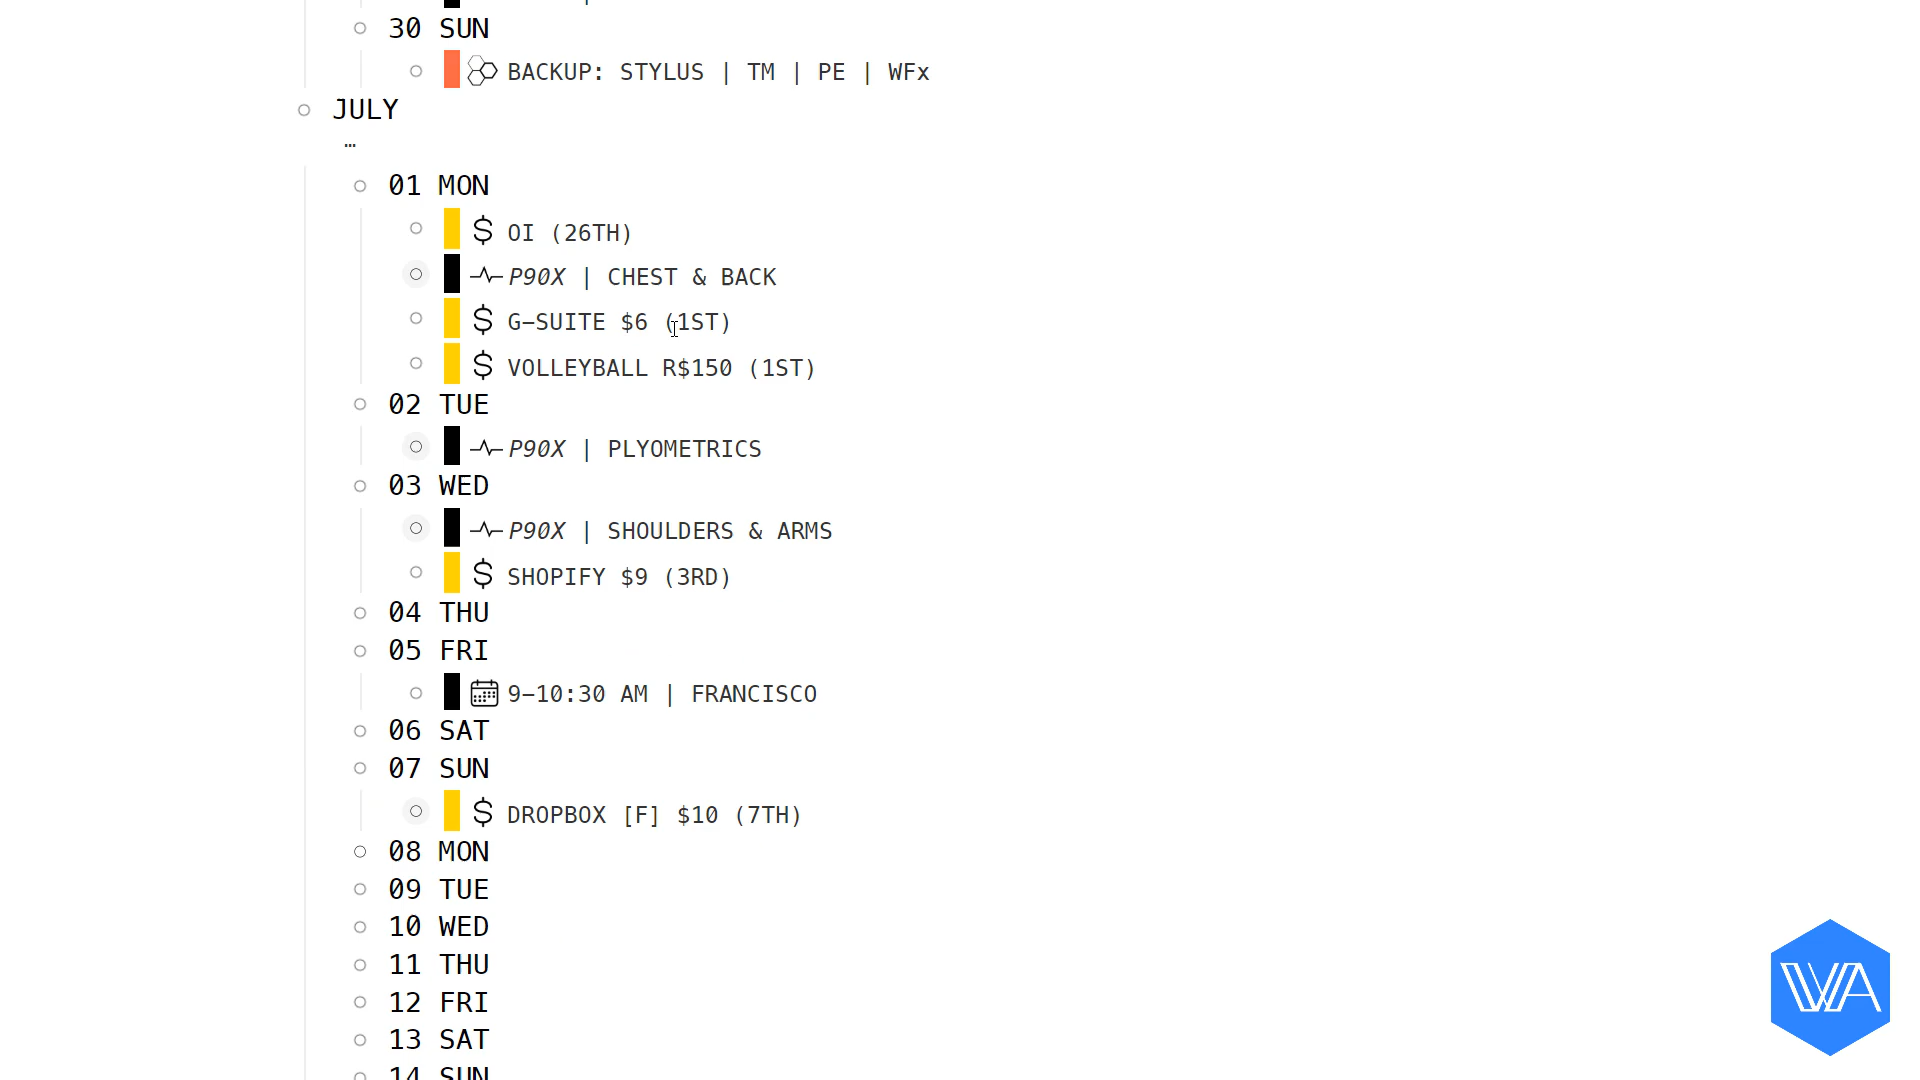 30 SUN
BACKUP: STYLUS | TM | PE | WFx
JULY
…
01 MON
$ OI (26TH)
P90X | CHEST & BACK
$ G–SUITE $6 (1ST)
$ VOLLEYBALL R$150 (1ST)
02 TUE
P90X | PLYOMETRICS
03 WED
P90X | SHOULDERS & ARMS
$ SHOPIFY $9 (3RD)
04 THU
05 FRI
9–10:30 AM | FRANCISCO
06 SAT
07 SUN
$ DROPBOX [F] $10 (7TH)
08 MON
09 TUE
10 WED
11 THU
12 FRI
13 SAT
14 SUN
WA